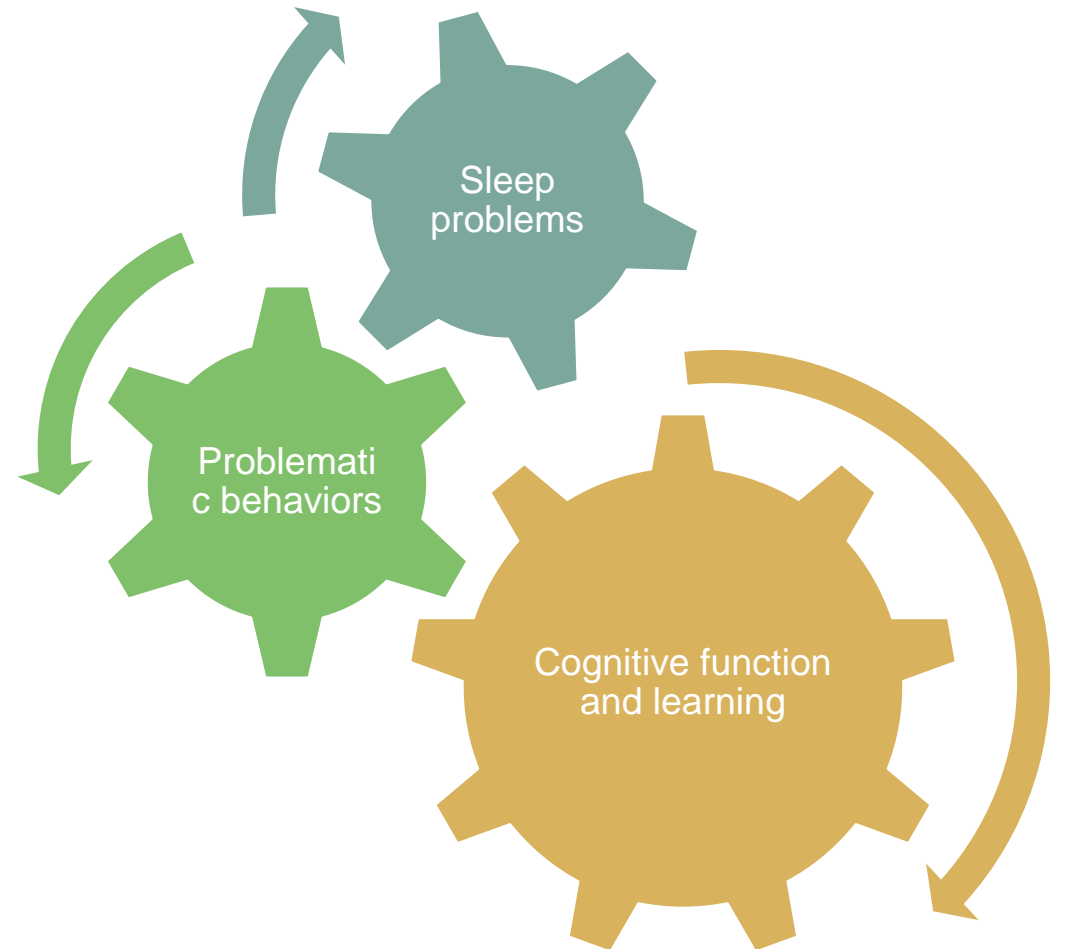 Sleep
problems
Problemati
c behaviors
Cognitive function
and learning